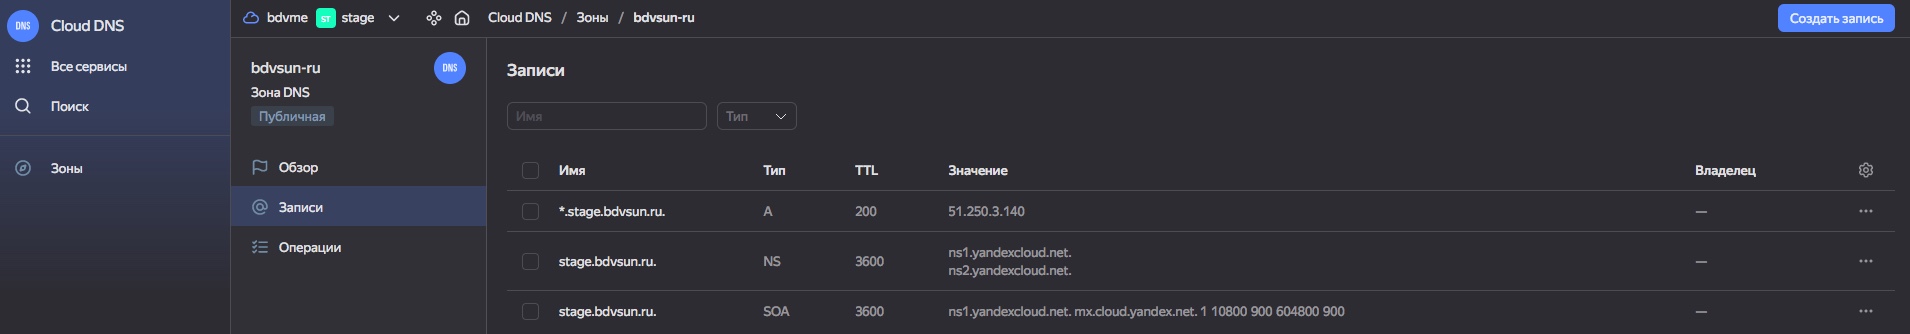 DNS Cloud DNS
Все сервисы
Поиск
Зоны
bdvme ST stage Cloud DNS / Зоны / bdvsun-ru Создать запись
bdvsun-ru DNS
Зона DNS
Публичная
Обзор
Записи
Операции
Записи
Имя Тип
Имя Тип TTL Значение Владелец
*.stage.bdvsun.ru. A 200 51.250.3.140 —
stage.bdvsun.ru. NS 3600 ns1.yandexcloud.net. —
ns2.yandexcloud.net.
stage.bdvsun.ru. SOA 3600 ns1.yandexcloud.net. mx.cloud.yandex.net. 1 10800 900 604800 900 —